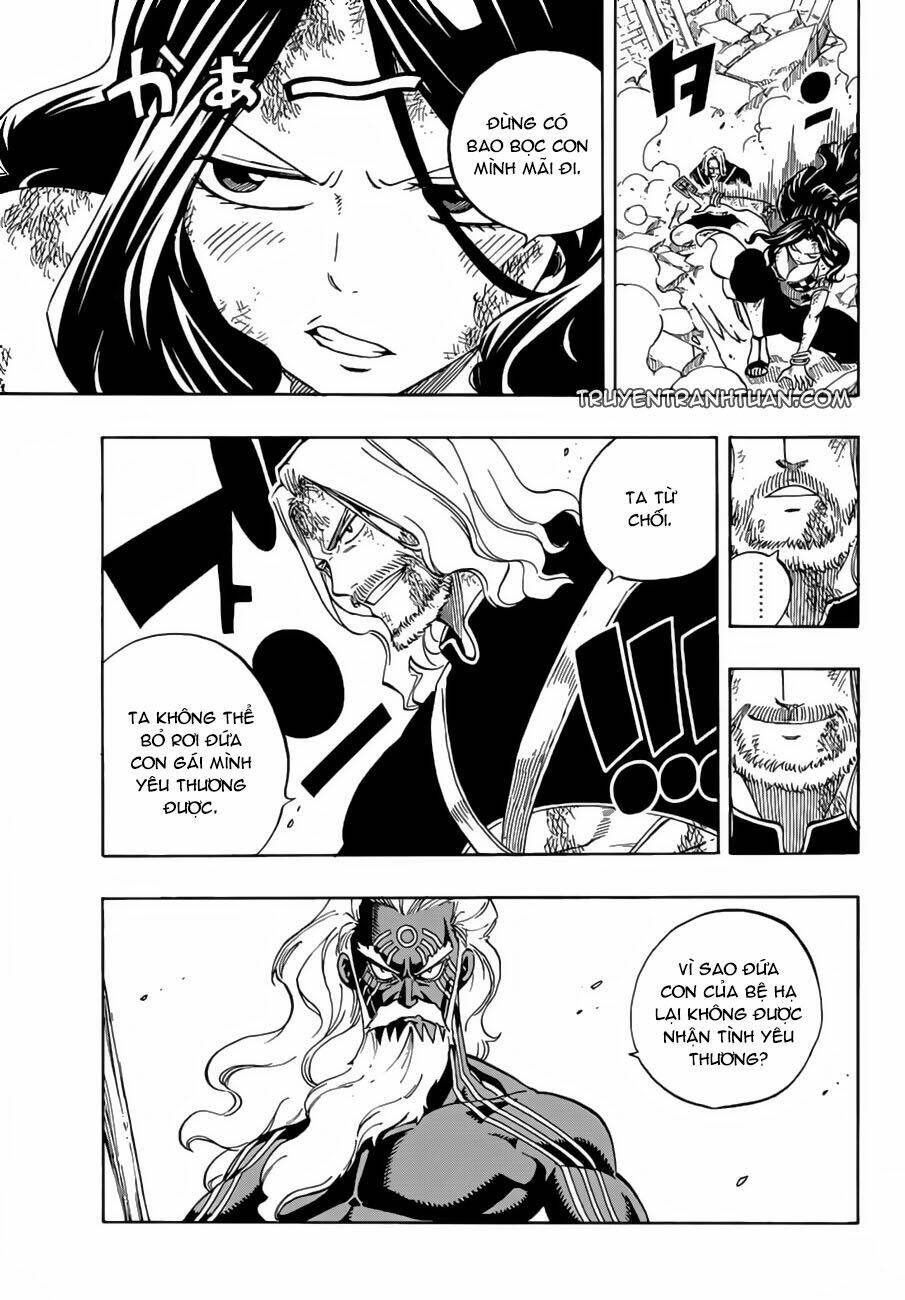 ダ
かぁー
ĐỪNG CÓ
BAO BỌC CON
MÌNH MÃI ĐI.
TRUYENTRANHTUAN.COM
.........
TA TỪ
CHỐI.
!!!
TA KHÔNG THỂ
BỎ RƠI ĐỨA
CON GÁI MÌNH
YÊU THƯƠNG
ĐƯỢC.
VÌ SAO ĐỨA
CON CỦA BỆ HẠ
LẠI KHÔNG ĐƯỢC
NHẬN TÌNH YÊU
THƯƠNG?